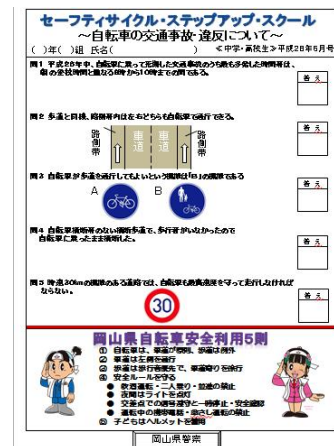 セーフティサイクル・ステップアップ・スクール
～自転車の交通事故・違反について～
( )年( )組 氏名( ) ≪中学・高校生≫平成28年5月号
問1 平成28年中、自転車に乗って死傷した交通事故のうち最も多発した時間帯は、
朝の登校時間と重なる8時から10時までの間である。
答え
問2 歩道と同様、路側帯内は左右どちらも自転車で通行できる。
答え
路側帯
車道
車道
路側帯
問3 自転車が歩道を通行してもよいという標識は「B」の標識である
答え
A
B
問4 自転車横断帯のない横断歩道で、歩行者がいなかったので
自転車に乗ったまま横断した。
答え
問5 時速30kmの標識のある道路では、自転車も最高速度を守って走行しなければ
ならない。
答え
30
岡山県自転車安全利用5則
① 自転車は、車道が原則、歩道は例外
② 車道は左側を通行
③ 歩道は歩行者優先で、車道寄りを徐行
④ 安全ルールを守る
● 飲酒運転・二人乗り・並進の禁止
● 夜間はライトを点灯
● 交差点での信号遵守と一時停止・安全確認
● 運転中の携帯電話・傘さし運転の禁止
⑤ 子どもはヘルメットを着用
岡山県警察